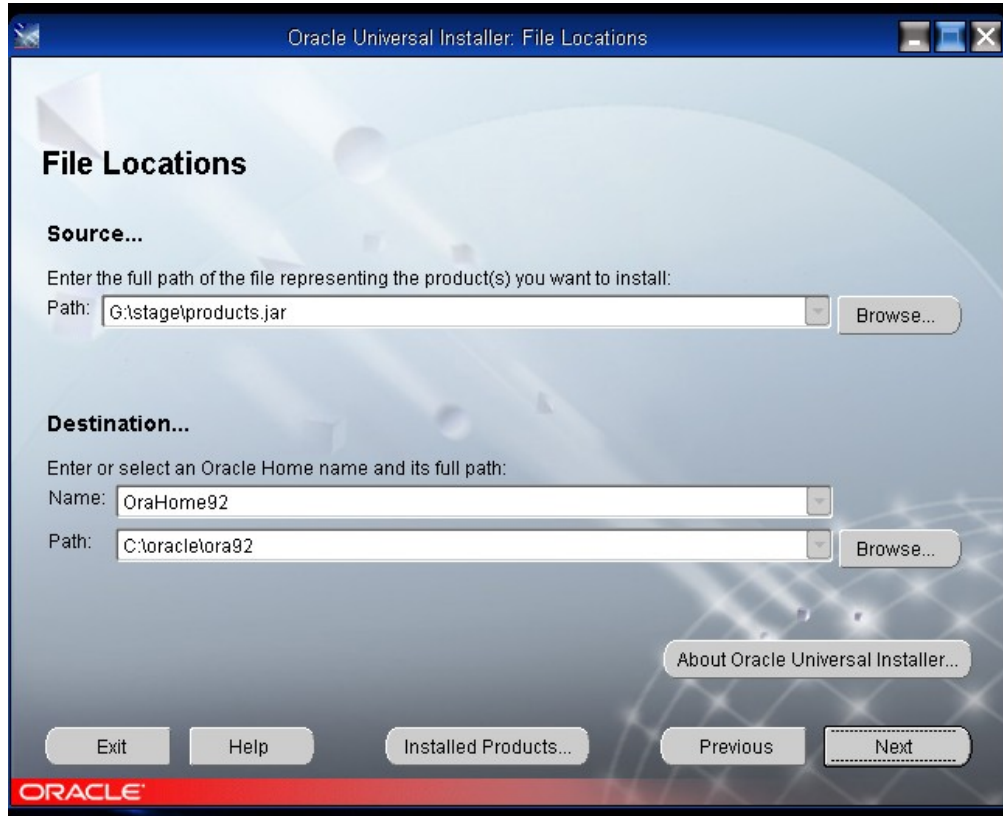 Oracle Universal Installer: File Locations
File Locations
Source...
Enter the full path of the file representing the product(s) you want to install:
Path: G:\stage\products.jar Browse...
Destination...
Enter or select an Oracle Home name and its full path:
Name: OraHome92
Path: C:\oracle\ora92 Browse...
About Oracle Universal Installer...
Exit Help Installed Products... Previous Next
ORACLE